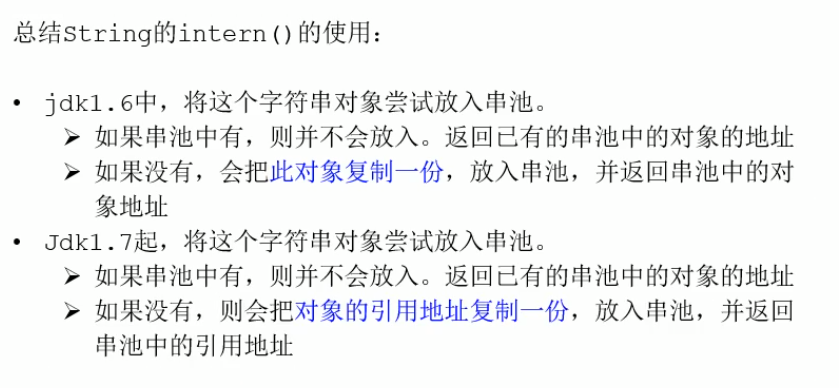 总结String的intern()的使用：
• jdk1.6中，将这个字符串对象尝试放入串池。
➢ 如果串池中有，则并不会放入。返回已有的串池中的对象的地址
➢ 如果没有，会把此对象复制一份，放入串池，并返回串池中的对
象地址
• Jdk1.7起，将这个字符串对象尝试放入串池。
➢ 如果串池中有，则并不会放入。返回已有的串池中的对象的地址
➢ 如果没有，则会把对象的引用地址复制一份，放入串池，并返回
串池中的引用地址